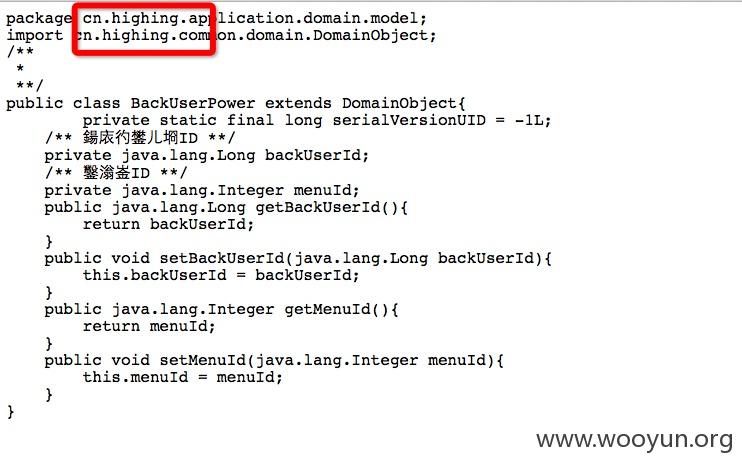 package cn.highing.application.domain.model;
import cn.highing.common.domain.DomainObject;
/**
 *
 **/
public class BackUserPower extends DomainObject{
        private static final long serialVersionUID = -1L;
    /** 鍚庡彴鐢ㄦ埛ID **/
    private java.lang.Long backUserId;
    /** 鑿滃崟ID **/
    private java.lang.Integer menuId;
    public java.lang.Long getBackUserId(){
        return backUserId;
    }
    public void setBackUserId(java.lang.Long backUserId){
        this.backUserId = backUserId;
    }
    public java.lang.Integer getMenuId(){
        return menuId;
    }
    public void setMenuId(java.lang.Integer menuId){
        this.menuId = menuId;
    }
}
www.wooyun.org